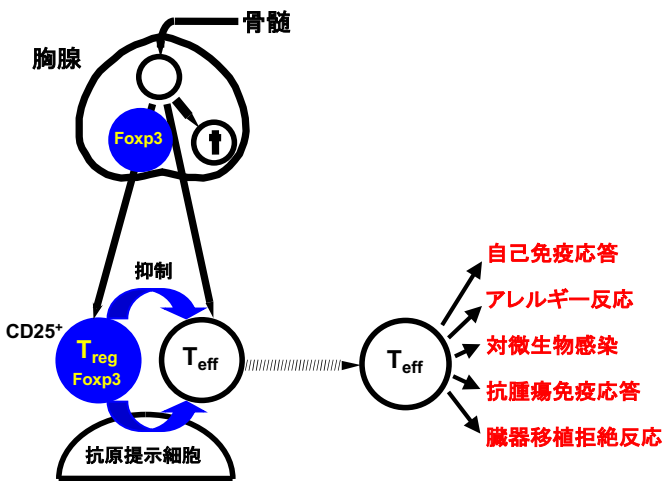 骨髄
胸腺
Foxp3
抑制
CD25+
Treg
Foxp3
Teff
Teff
抗原提示細胞
自己免疫応答
アレルギー反応
対微生物感染
抗腫瘍免疫応答
臓器移植拒絶反応